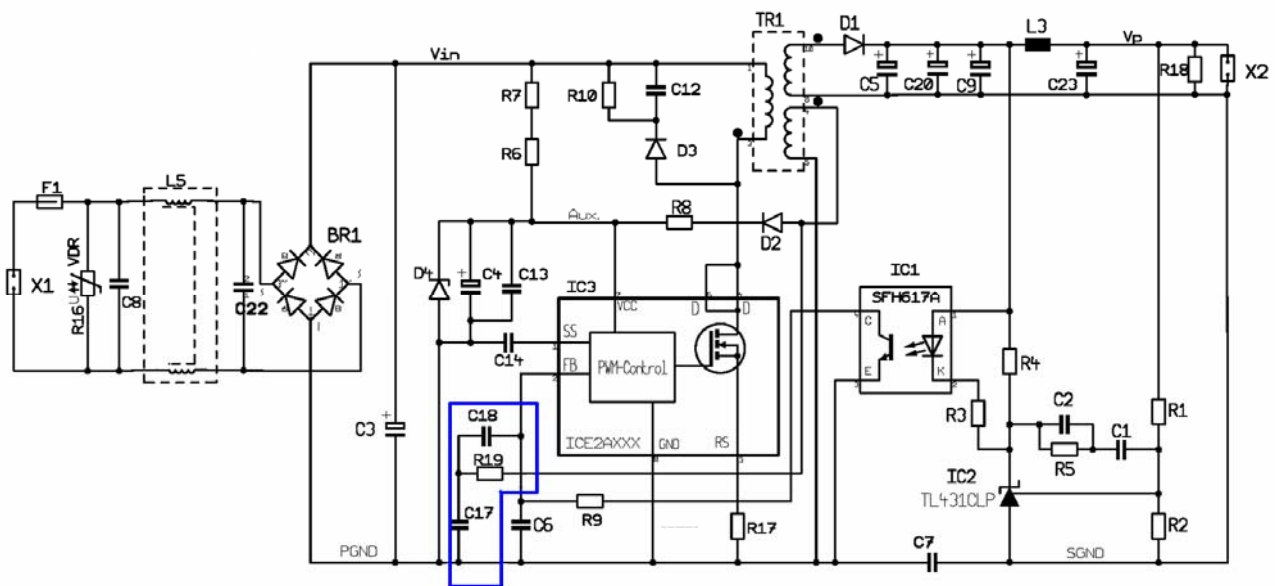 TR1
D1
L3
Vp
Vin
10
R18
X2
C5
C20
C9
C23
R7
R10
C12
R6
D3
L5
F1
Aux.
R8
D2
BR1
VDR
D4
C4
C13
IC1
SFH617A
X1
R16
U
C8
C22
IC3
VCC
D
D
SS
C14
PWM-Control
FB
C
A
E
K
R4
R3
C2
R1
C1
R5
C3
C18
ICE2AXXX
GND
RS
R19
IC2
TL431CLP
C17
C6
R9
R17
R2
PGND
C7
SGND